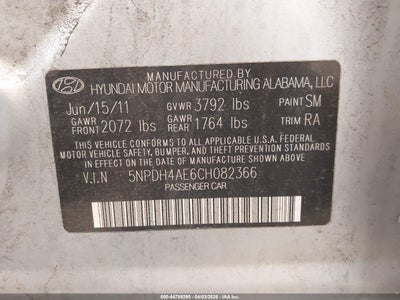 MANUFACTURED BY
HYUNDAI MOTOR MANUFACTURING ALABAMA, LLC
Jun/15/11 GVWR 3792 lbs PAINT SM
GAWR FRONT 2072 lbs GAWR REAR 1764 lbs TRIM RA
THIS VEHICLE CONFORMS TO ALL APPLICABLE U.S.A. FEDERAL
MOTOR VEHICLE SAFETY, BUMPER, AND THEFT PREVENTION
STANDARDS IN EFFECT ON THE DATE OF MANUFACTURE SHOWN ABOVE.
V.I.N 5NPDH4AE6CH082366
PASSENGER CAR
000-44759290 - 04/03/2026 - IAA Inc.